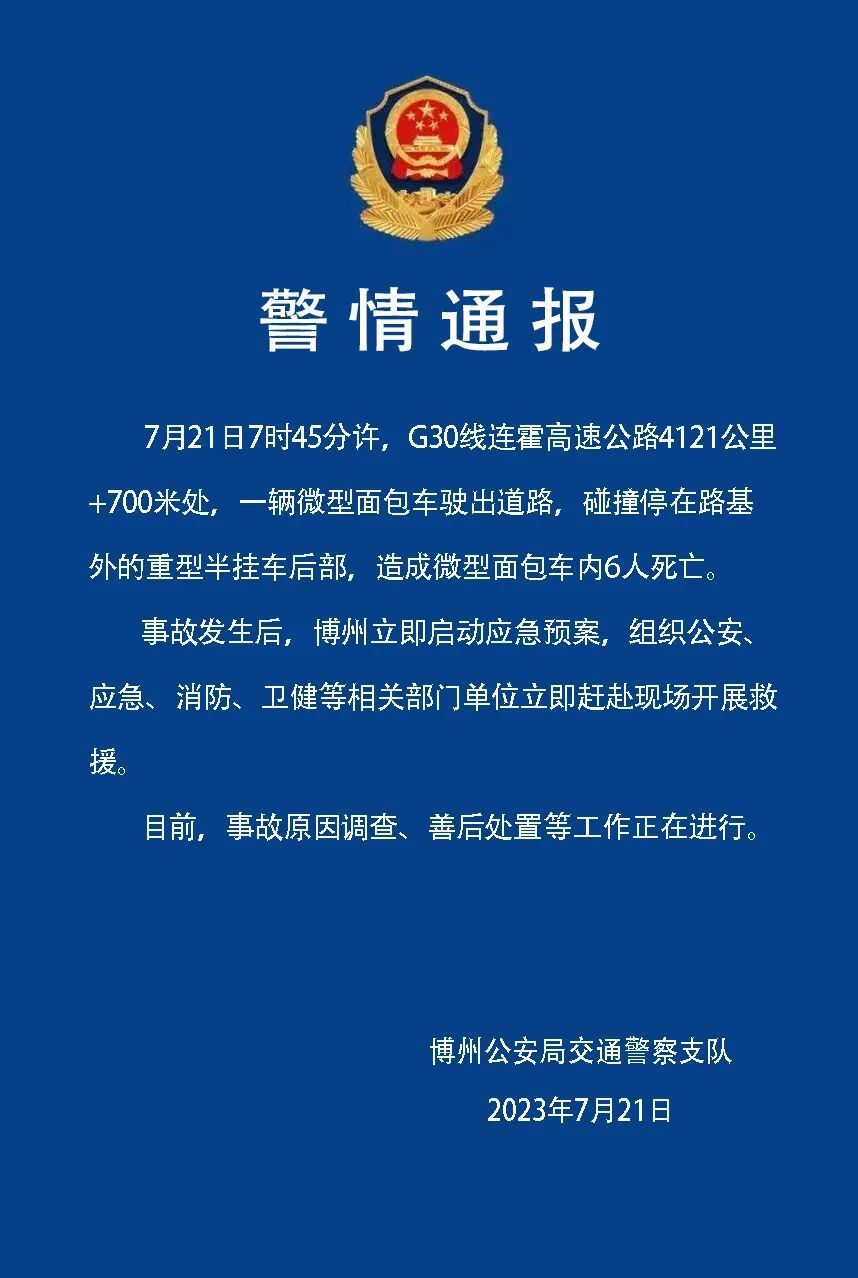 警情通报
7月21日7时45分许，G30线连霍高速公路4121公里
+700米处，一辆微型面包车驶出道路，碰撞停在路基
外的重型半挂车后部，造成微型面包车内6人死亡。
事故发生后，博州立即启动应急预案，组织公安、
应急、消防、卫健等相关部门单位立即赶赴现场开展救
援。
目前，事故原因调查、善后处置等工作正在进行。
博州公安局交通警察支队
2023年7月21日